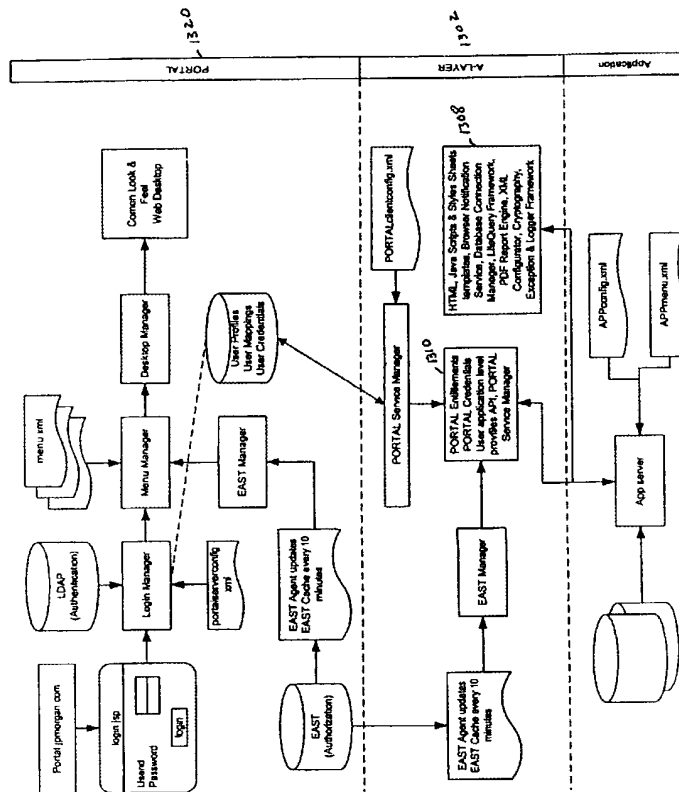 Portal jpmorgan com
login jsp
Userid
Password
login
LDAP
(Authentication)
Login Manager
portalserverconfig
xml
menu xml
Menu Manager
Desktop Manager
Comon Look &
Feel
Web Desktop
EAST Manager
User Profiles
User Mappings
User Credentials
EAST
(Authorization)
EAST Agent updates
EAST Cache every 10
minutes
PORTAL
1320
PORTALclientconfig.xml
PORTAL Service Manager
EAST Agent updates
EAST Cache every 10
minutes
EAST Manager
1310
PORTAL Entitlements
PORTAL Credentials
User application level
provfiles API, PORTAL
Service Manager
1308
HTML, Java Scripts & Styles Sheets
templates, Browser Notification
Service, Database Connection
Manager, LiteQuery Framework,
PDF Report Engine, XML
Configurator, Cryptography,
Exception & Logger Framework
A-LAYER
1302
App server
APPconfig.xml
APPmenu.xml
Application